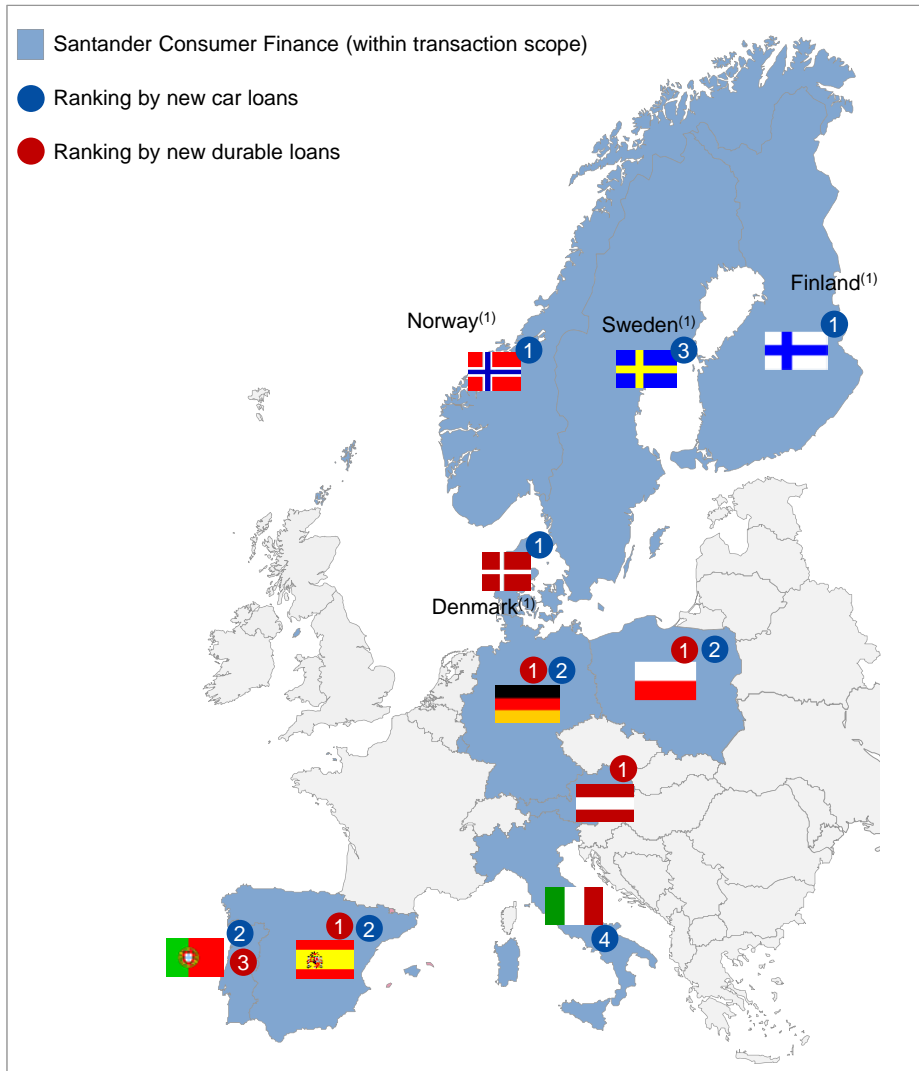 Santander Consumer Finance (within transaction scope)
Ranking by new car loans
Ranking by new durable loans
Finland(1)
1
Norway(1)
1
Sweden(1)
3
1
Denmark(1)
1 2
1 2
1
4
2
3
1 2